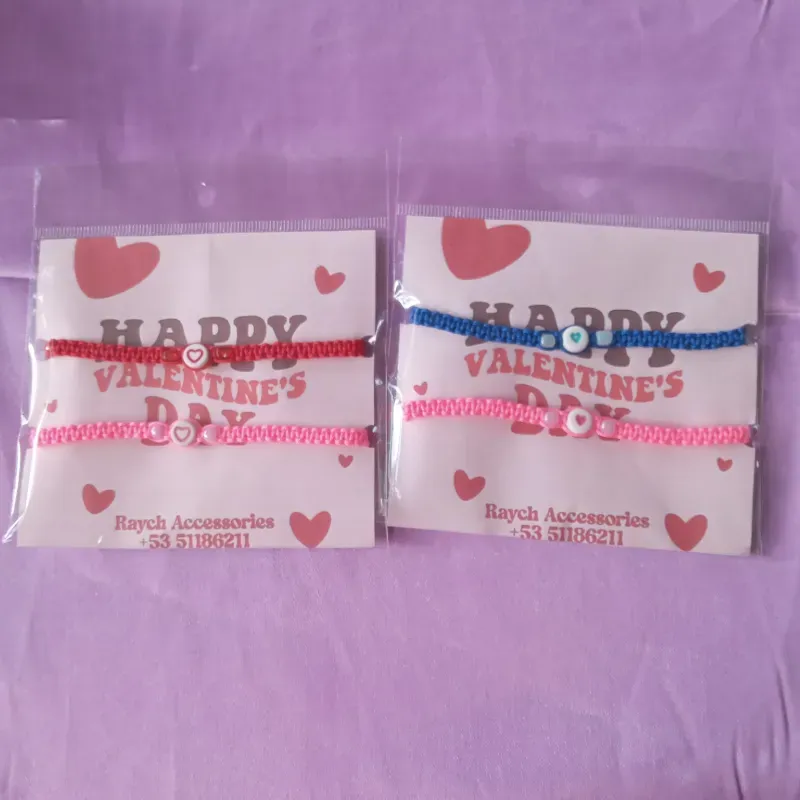 HAPPY
VALENTINE'S
DAY
Raych Accessories
+53 51186211
HAPPY
VALENTINE'S
DAY
Raych Accessories
+53 51186211